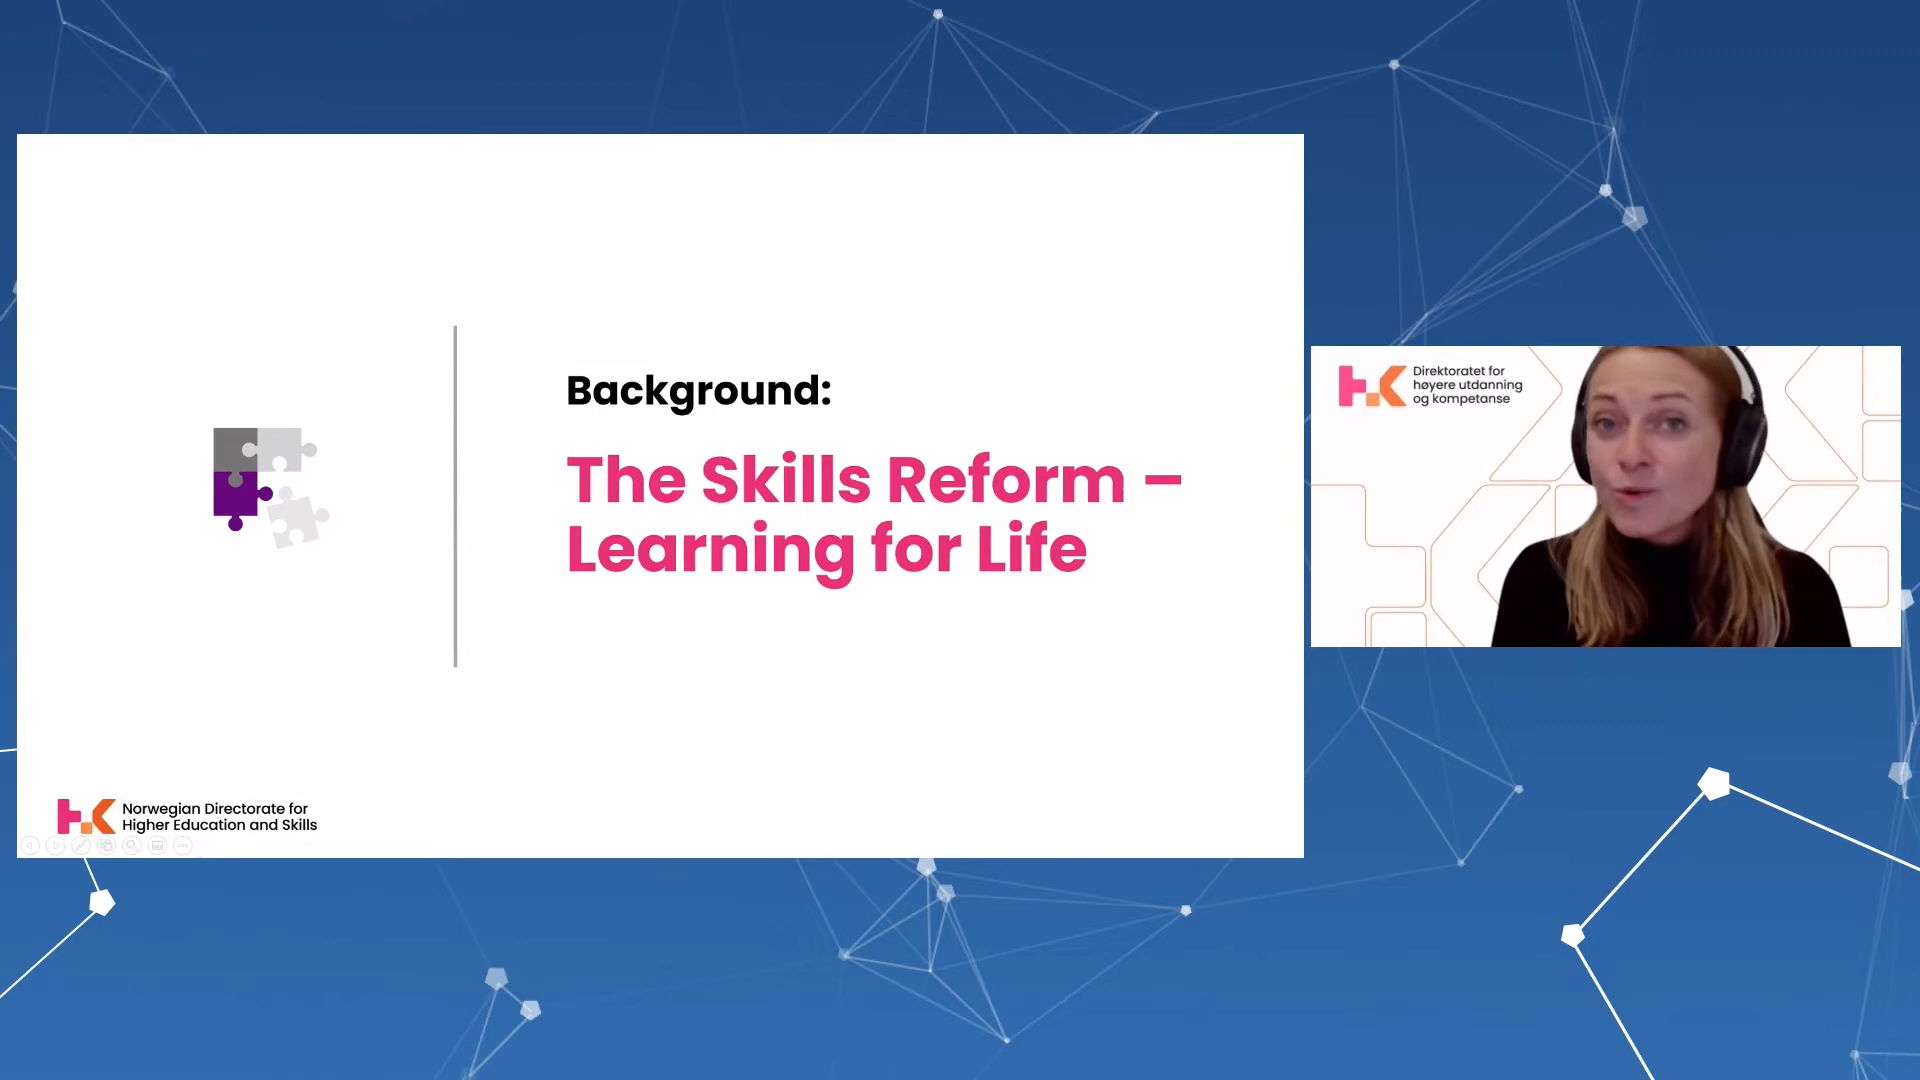 Background:
The Skills Reform –
Learning for Life
Norwegian Directorate for
Higher Education and Skills
Direktoratet for
høyere utdanning
og kompetanse